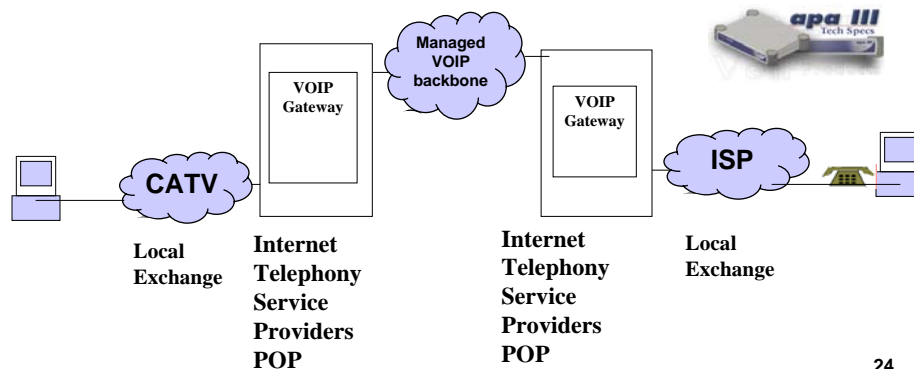 apa III
Tech Specs
Managed
VOIP
backbone
VOIP
Gateway
VOIP
Gateway
CATV
ISP
Local
Exchange
Internet
Telephony
Service
Providers
POP
Internet
Telephony
Service
Providers
POP
Local
Exchange
24